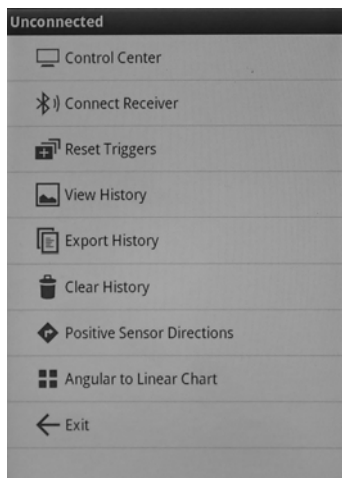 Unconnected
Control Center
Connect Receiver
Reset Triggers
View History
Export History
Clear History
Positive Sensor Directions
Angular to Linear Chart
Exit